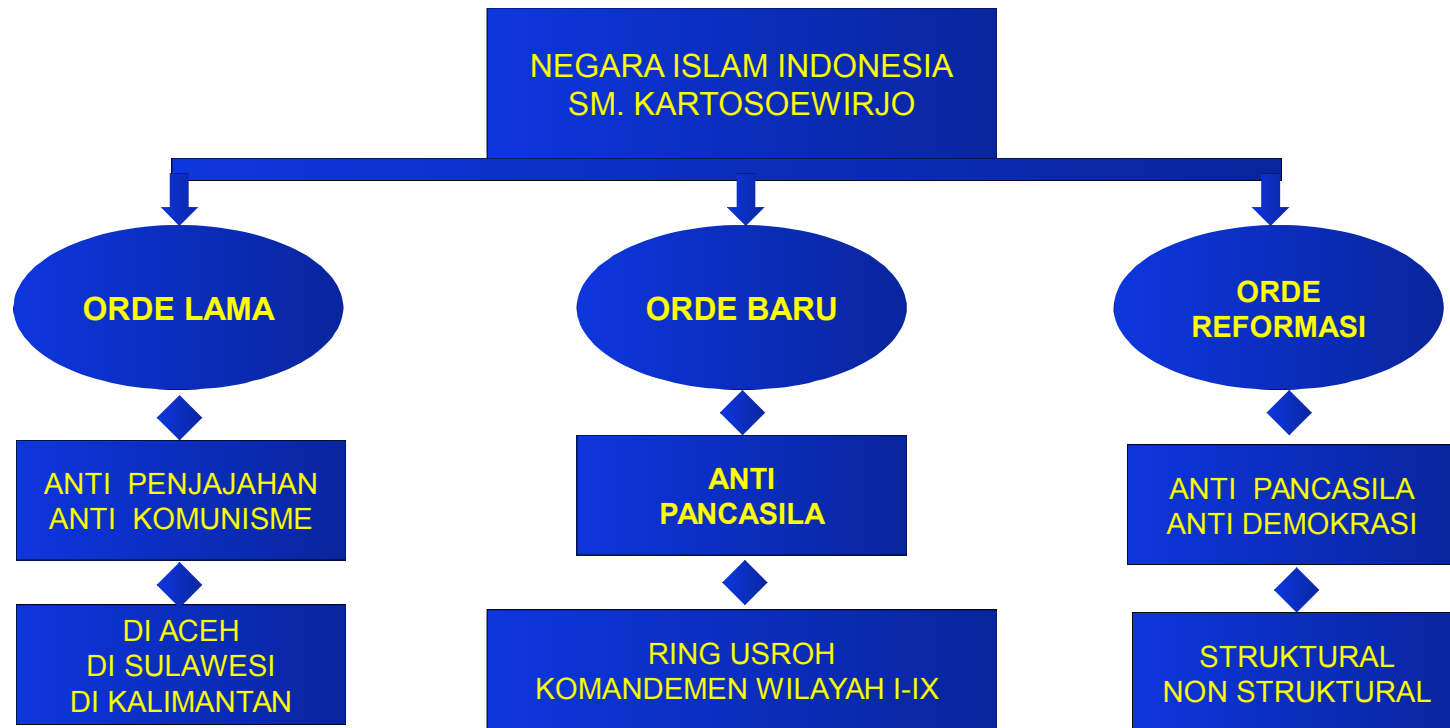 NEGARA ISLAM INDONESIA
SM. KARTOSOEWIRJO
ORDE LAMA
ORDE BARU
ORDE
REFORMASI
ANTI PENJAJAHAN
ANTI KOMUNISME
ANTI
PANCASILA
ANTI PANCASILA
ANTI DEMOKRASI
DI ACEH
DI SULAWESI
DI KALIMANTAN
RING USROH
KOMANDEMEN WILAYAH I-IX
STRUKTURAL
NON STRUKTURAL